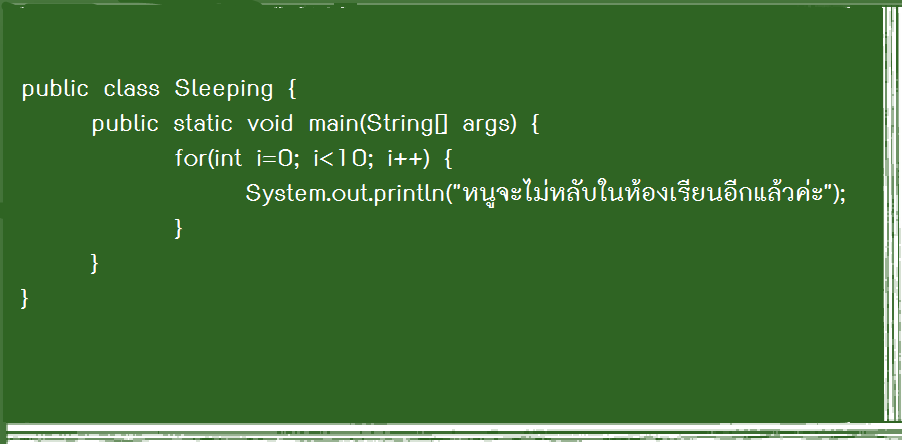 public class Sleeping {
public static void main(String[] args) {
for(int i=0; i<10; i++) {
System.out.println("หนูจะไม่หลับในห้องเรียนอีกแล้วค่ะ");
}
}
}